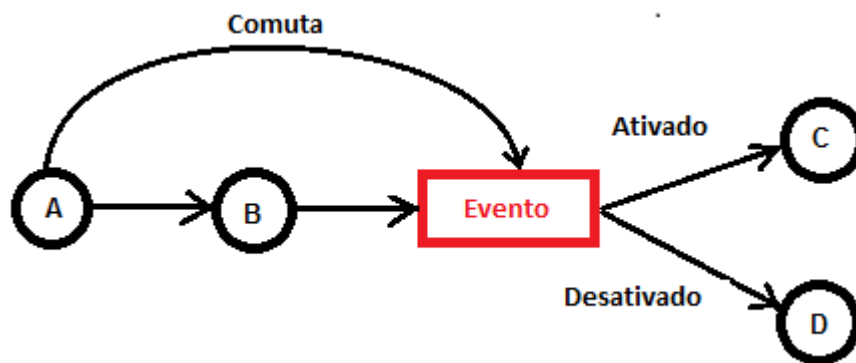 Comuta
Ativado
C
A
B
Evento
Desativado
D